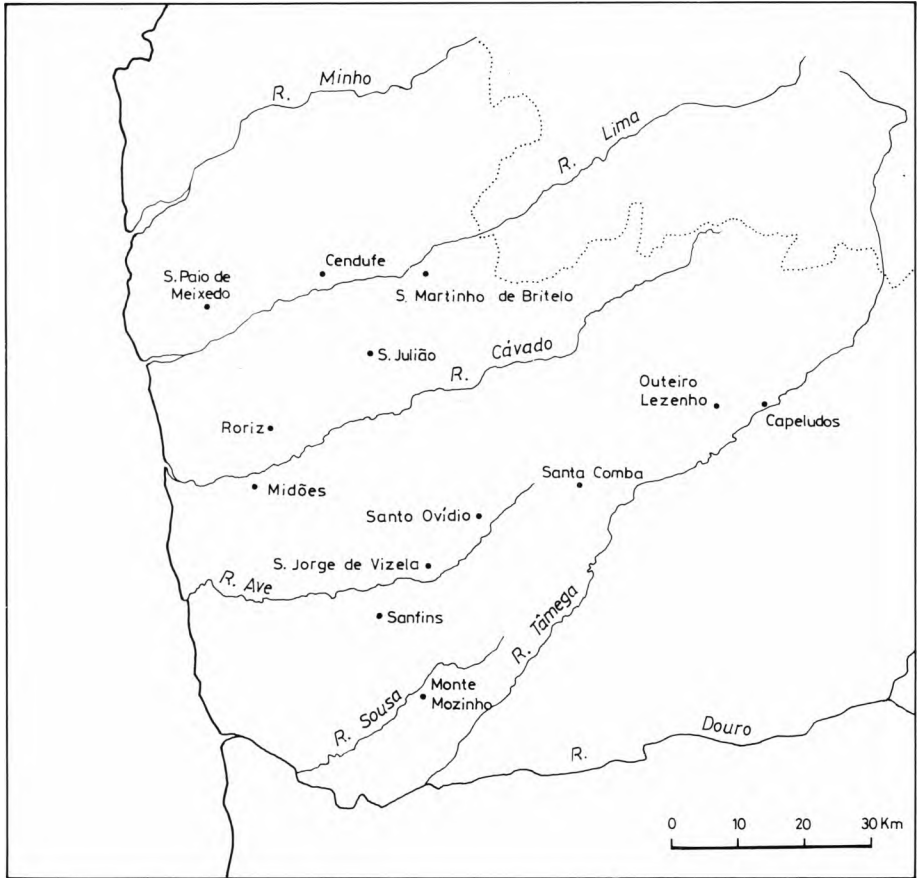 R. Minho
R. Lima
Cendufe
S. Paio de
Meixedo
S. Martinho de Britelo
S. Julião
R. Cávado
Outeiro
Lezenho
Capeludos
Roriz
Santa Comba
Midões
Santo Ovídio
S. Jorge de Vizela
R. Ave
Sanfins
R. Tâmega
Monte
Mozinho
R. Sousa
R. Douro
0 10 20 30 Km